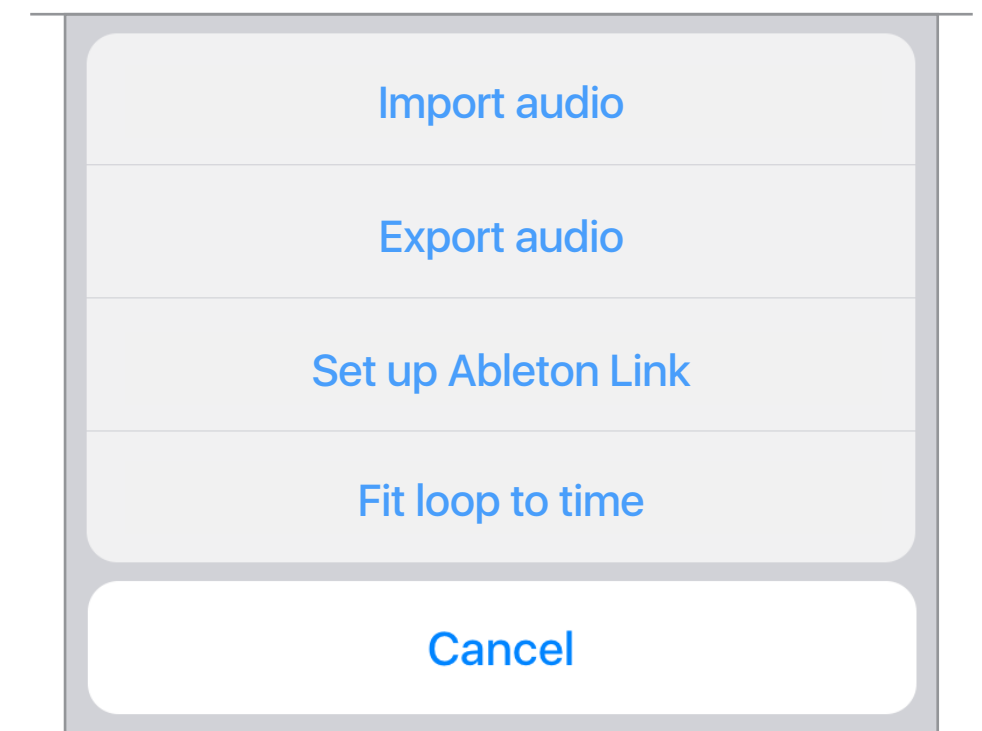 Import audio
Export audio
Set up Ableton Link
Fit loop to time
Cancel